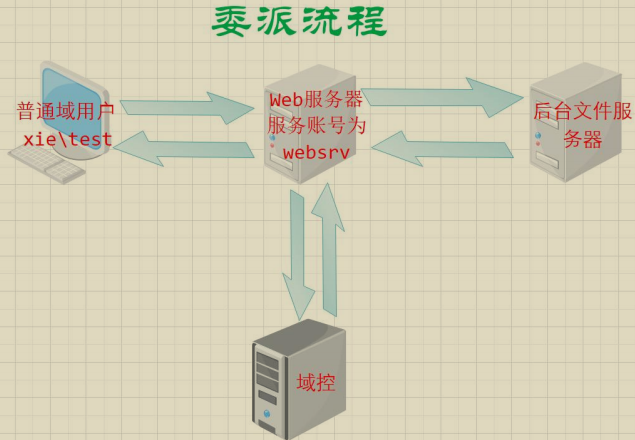 委派流程
普通域用户
xie\test
Web服务器
服务账号为
websrv
后台文件服
务器
域控